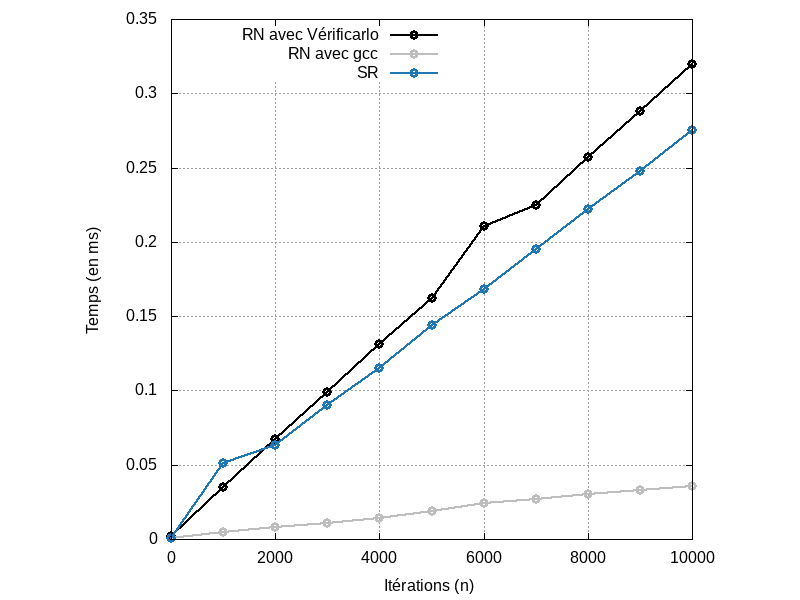 RN avec Vérificarlo
RN avec gcc
SR
0.35
0.3
0.25
0.2
0.15
0.1
0.05
0
Temps (en ms)
0 2000 4000 6000 8000 10000
Itérations (n)